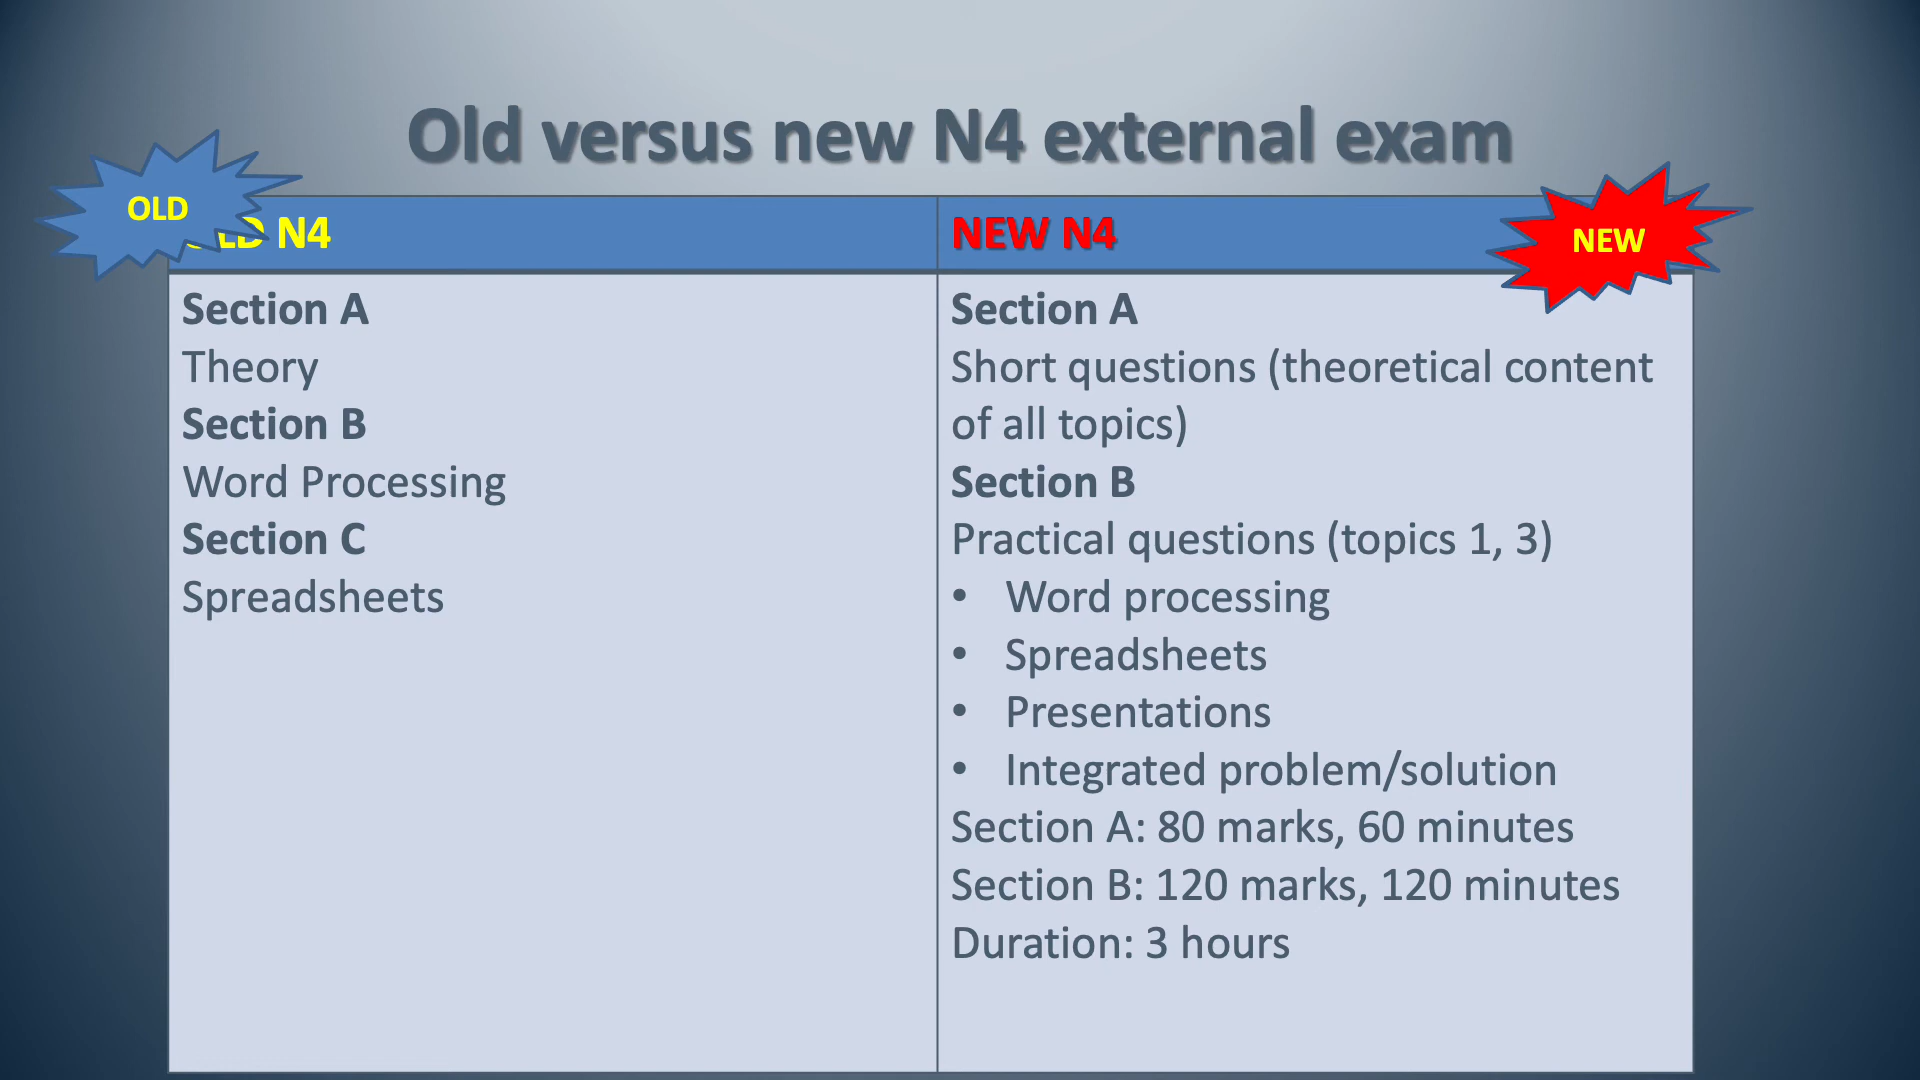 Old versus new N4 external exam
OLD
OLD N4
NEW N4
NEW
Section A
Theory
Section B
Word Processing
Section C
Spreadsheets
Section A
Short questions (theoretical content
of all topics)
Section B
Practical questions (topics 1, 3)
• Word processing
• Spreadsheets
• Presentations
• Integrated problem/solution
Section A: 80 marks, 60 minutes
Section B: 120 marks, 120 minutes
Duration: 3 hours